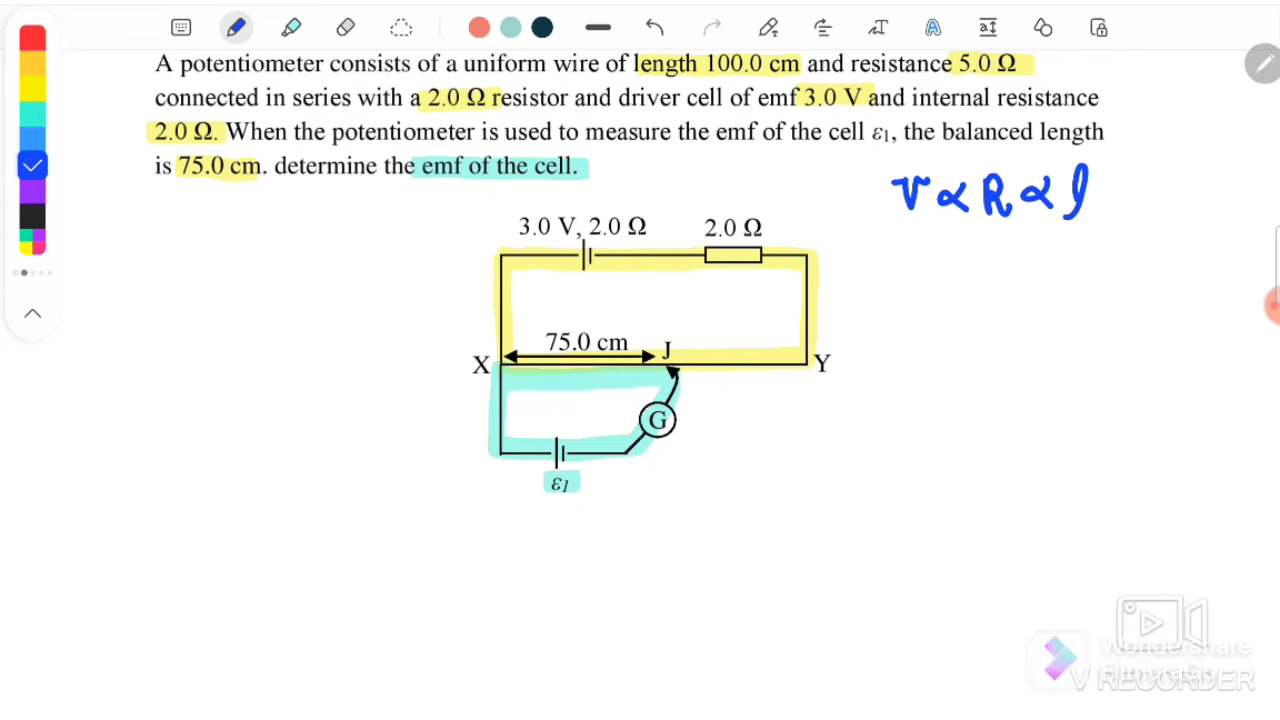 A potentiometer consists of a uniform wire of length 100.0 cm and resistance 5.0 Ω
connected in series with a 2.0 Ω resistor and driver cell of emf 3.0 V and internal resistance
2.0 Ω. When the potentiometer is used to measure the emf of the cell ε1, the balanced length
is 75.0 cm. determine the emf of the cell.
V ∝ R ∝ l
3.0 V, 2.0 Ω 2.0 Ω
75.0 cm J
X Y
G
ε1
Wondershare
V RECORDER